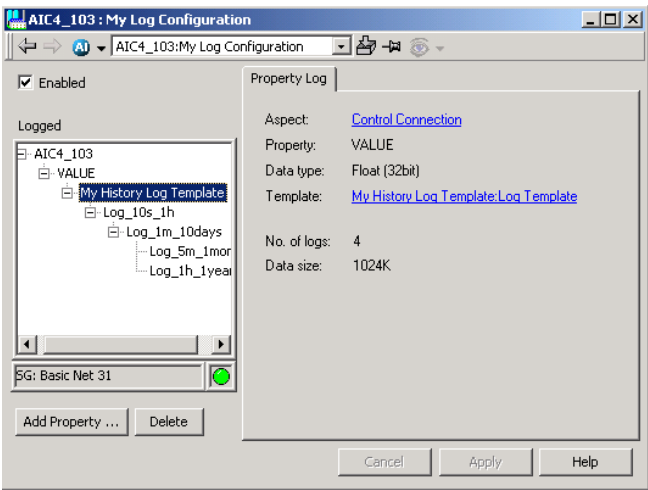 AIC4_103 : My Log Configuration
AIC4_103:My Log Configuration
Enabled
Logged
AIC4_103
VALUE
My History Log Template
Log_10s_1h
Log_1m_10days
Log_5m_1mor
Log_1h_1year
SG: Basic Net 31
Add Property ...
Delete
Property Log
Aspect: Control Connection
Property: VALUE
Data type: Float (32bit)
Template: My History Log Template:Log Template
No. of logs: 4
Data size: 1024K
Cancel
Apply
Help